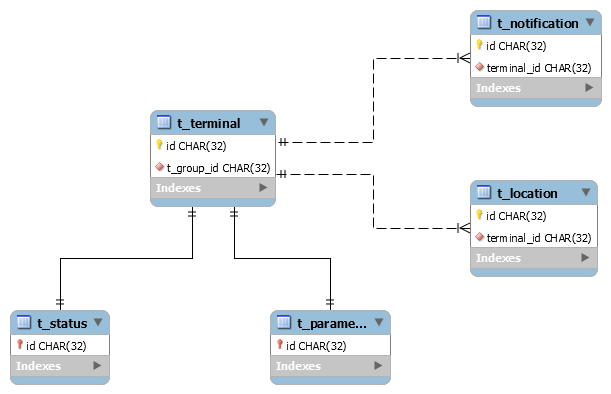 t_notification
id CHAR(32)
terminal_id CHAR(32)
Indexes
t_terminal
id CHAR(32)
t_group_id CHAR(32)
Indexes
t_location
id CHAR(32)
terminal_id CHAR(32)
Indexes
t_status
id CHAR(32)
Indexes
t_parame...
id CHAR(32)
Indexes